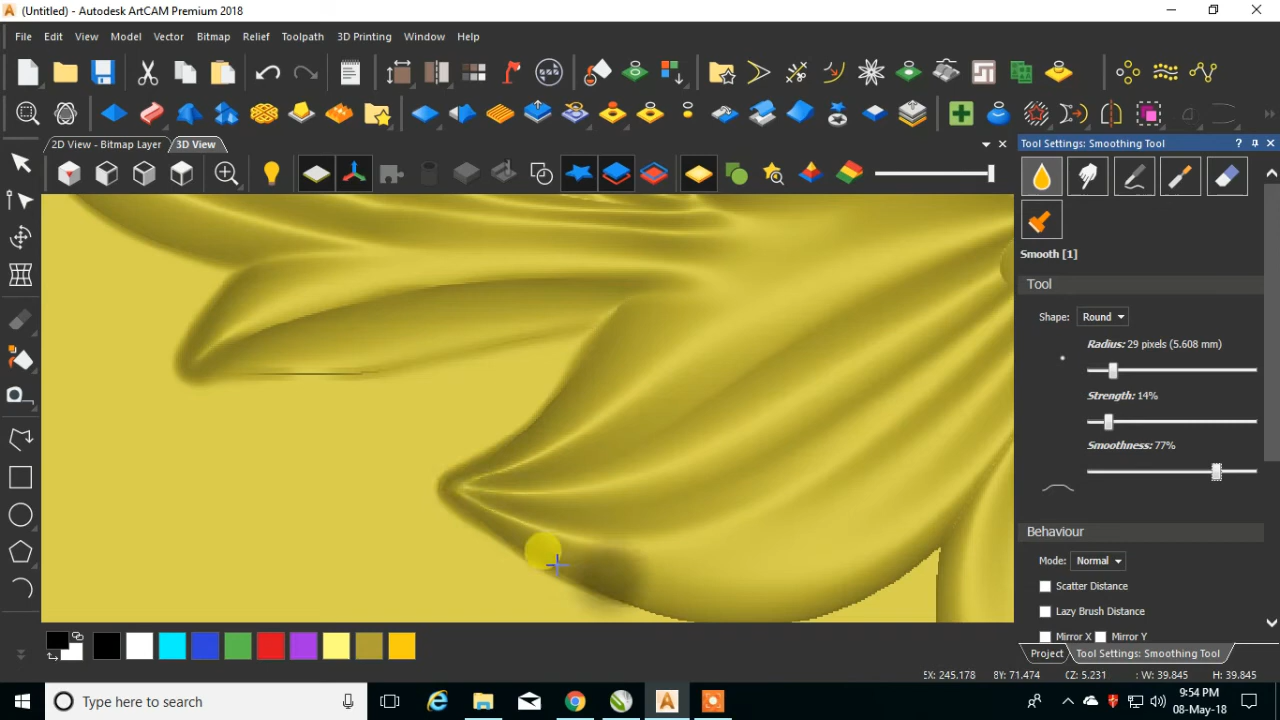 (Untitled) - Autodesk ArtCAM Premium 2018
File Edit View Model Vector Bitmap Relief Toolpath 3D Printing Window Help
2D View - Bitmap Layer 3D View
Tool Settings: Smoothing Tool
Smooth [1]
Tool
Shape: Round
Radius: 29 pixels (5.608 mm)
Strength: 14%
Smoothness: 77%
Behaviour
Mode: Normal
Scatter Distance
Lazy Brush Distance
Mirror X Mirror Y
Project Tool Settings: Smoothing Tool
EX: 245.178 BY: 71.474 CZ: 5.231 W: 39.845 H: 39.845
Type here to search
9:54 PM
08-May-18